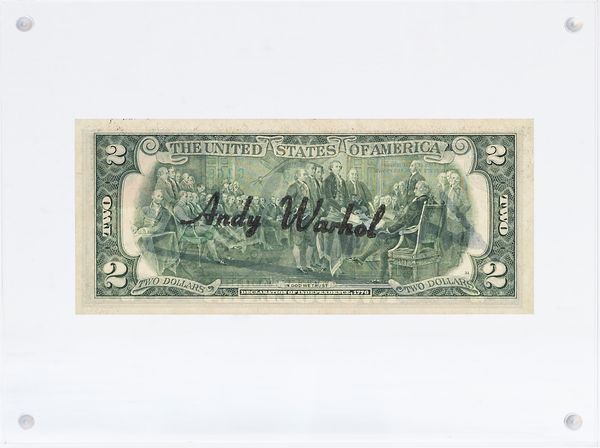 2 THE UNITED STATES OF AMERICA 2
TWO TWO
Andy Warhol
2 2
IN GOD WE TRUST
TWO DOLLARS TWO DOLLARS
DECLARATION OF INDEPENDENCE, 1776